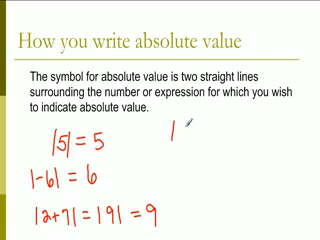 How you write absolute value
The symbol for absolute value is two straight lines
surrounding the number or expression for which you wish
to indicate absolute value.
|5| = 5
|
|-6| = 6
|2+7| = |9| = 9